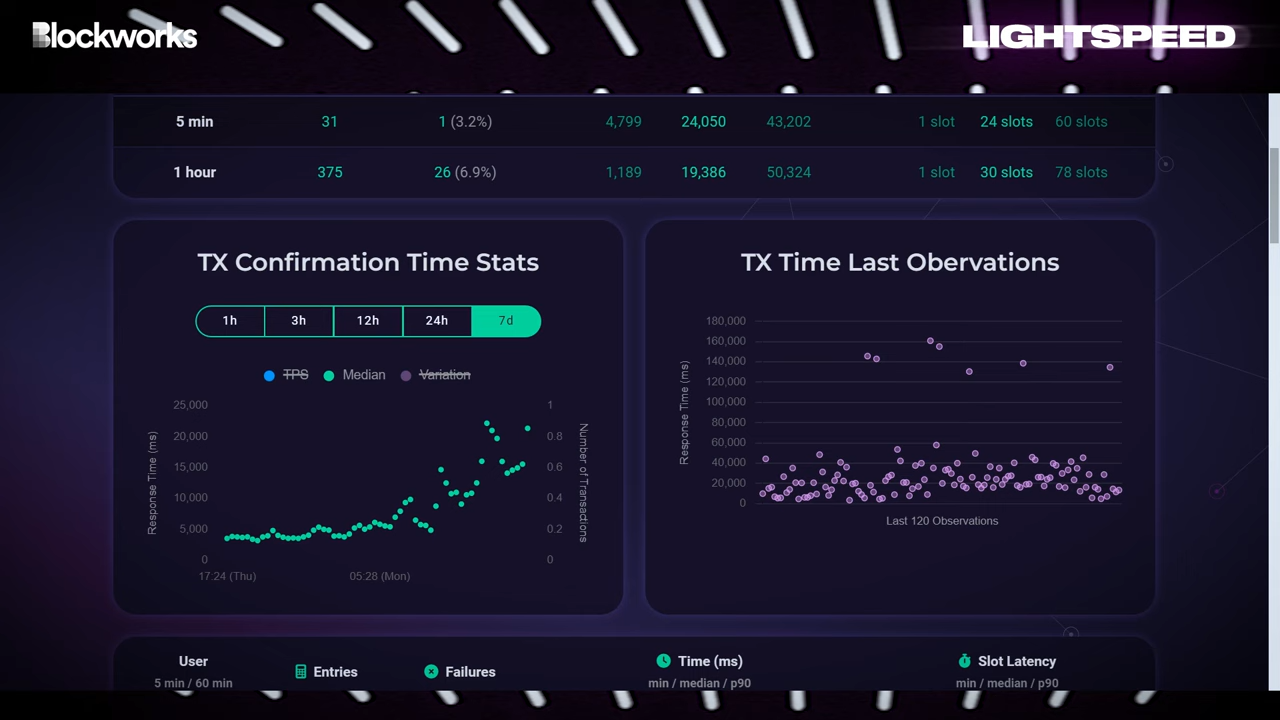 Blockworks
LIGHTSPEED
5 min 31 1 (3.2%) 4,799 24,050 43,202 1 slot 24 slots 60 slots
1 hour 375 26 (6.9%) 1,189 19,386 50,324 1 slot 30 slots 78 slots
TX Confirmation Time Stats
1h 3h 12h 24h 7d
TPS Median Variation
Response Time (ms)
25,000
20,000
15,000
10,000
5,000
0
1
0.8
0.6
0.4
0.2
0
Number of Transactions
17:24 (Thu) 05:28 (Mon)
TX Time Last Obervations
Response Time (ms)
180,000
160,000
140,000
120,000
100,000
80,000
60,000
40,000
20,000
0
Last 120 Observations
User Entries Failures Time (ms) Slot Latency
5 min / 60 min min / median / p90 min / median / p90